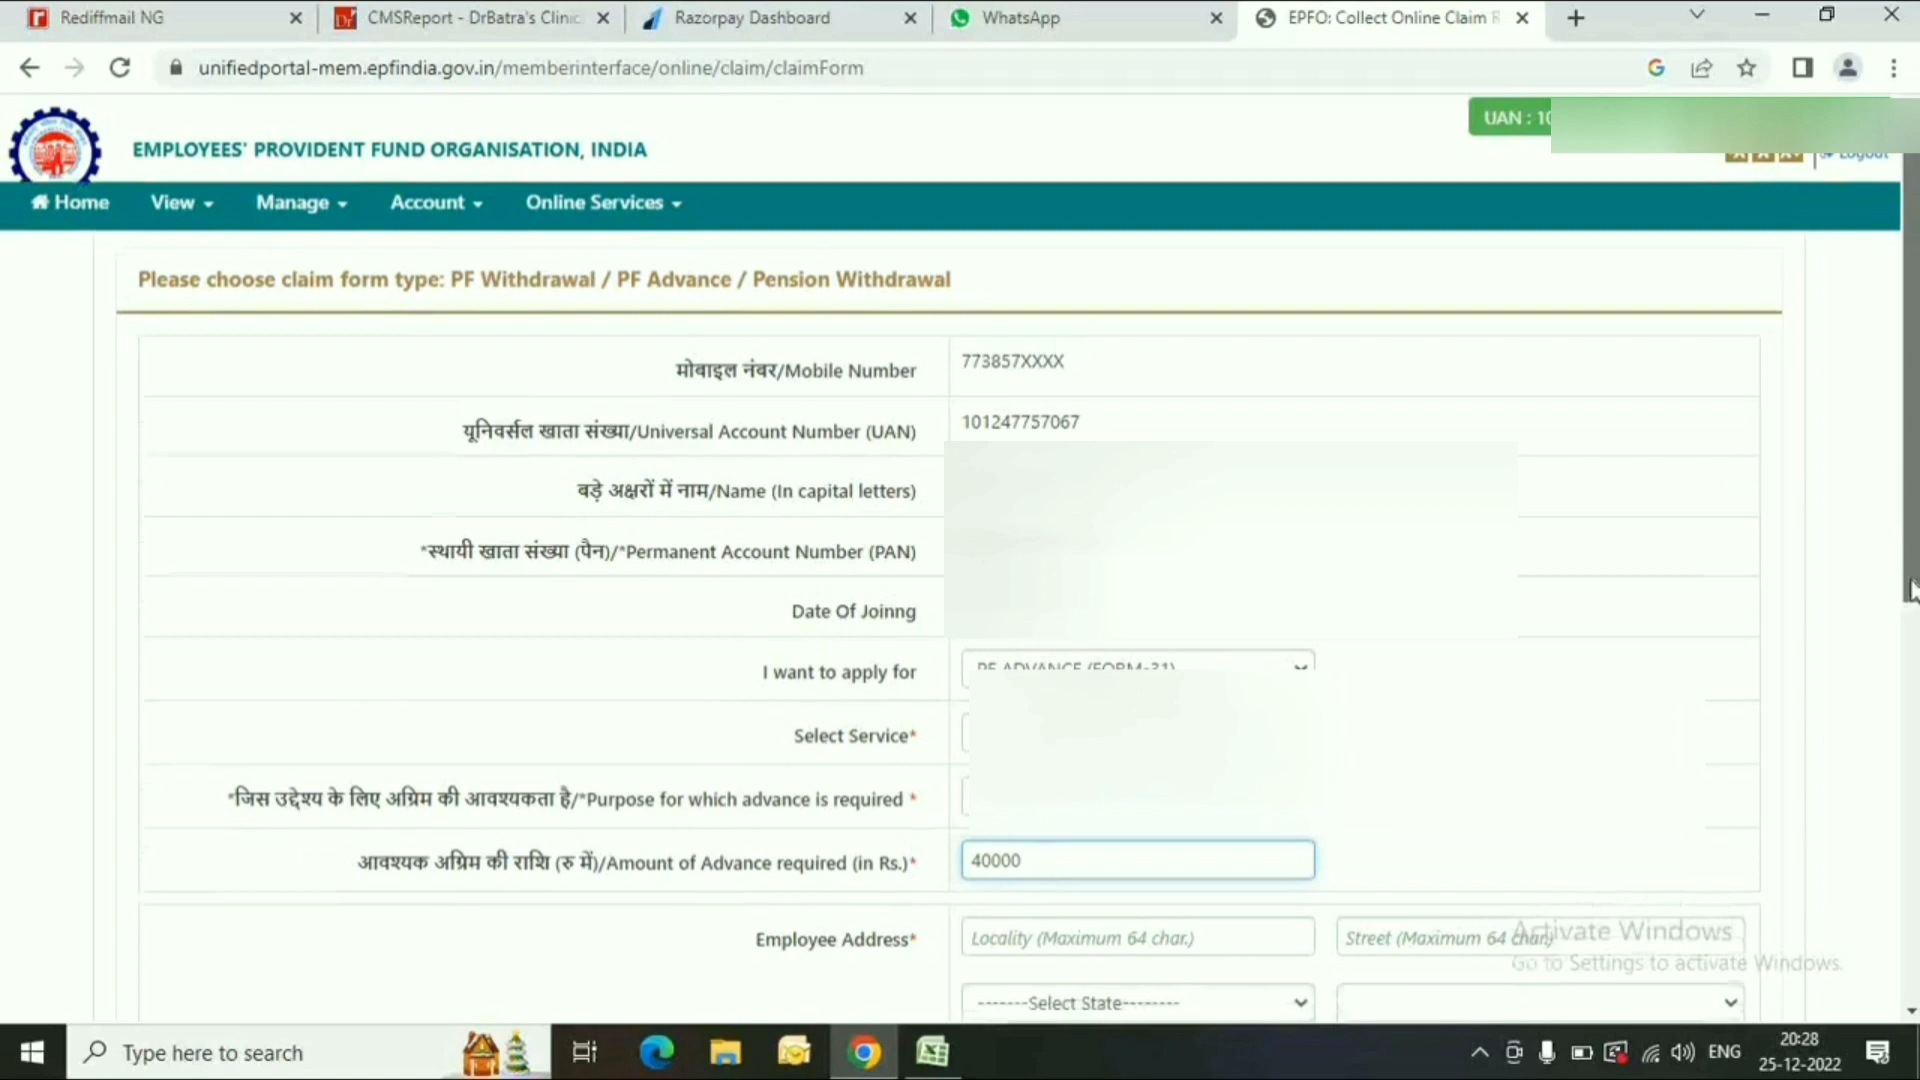 Rediffmail NG
CMSReport - DrBatra's Clinic
Razorpay Dashboard
WhatsApp
EPFO: Collect Online Claim R
unifiedportal-mem.epfindia.gov.in/memberinterface/online/claim/claimForm
UAN : 10
EMPLOYEES' PROVIDENT FUND ORGANISATION, INDIA
Logout
Home View Manage Account Online Services
Please choose claim form type: PF Withdrawal / PF Advance / Pension Withdrawal
मोबाइल नंबर/Mobile Number 773857XXXX
यूनिवर्सल खाता संख्या/Universal Account Number (UAN) 101247757067
बड़े अक्षरों में नाम/Name (In capital letters)
*स्थायी खाता संख्या (पैन)/*Permanent Account Number (PAN)
Date Of Joinng
I want to apply for PF ADVANCE (FORM-31)
Select Service*
*जिस उद्देश्य के लिए अग्रिम की आवश्यकता है/*Purpose for which advance is required *
आवश्यक अग्रिम की राशि (रु में)/Amount of Advance required (in Rs.)* 40000
Employee Address* Locality (Maximum 64 char.) Street (Maximum 64 char.)
Activate Windows
Go to Settings to activate Windows.
-------Select State--------
Type here to search
ENG
20:28
25-12-2022